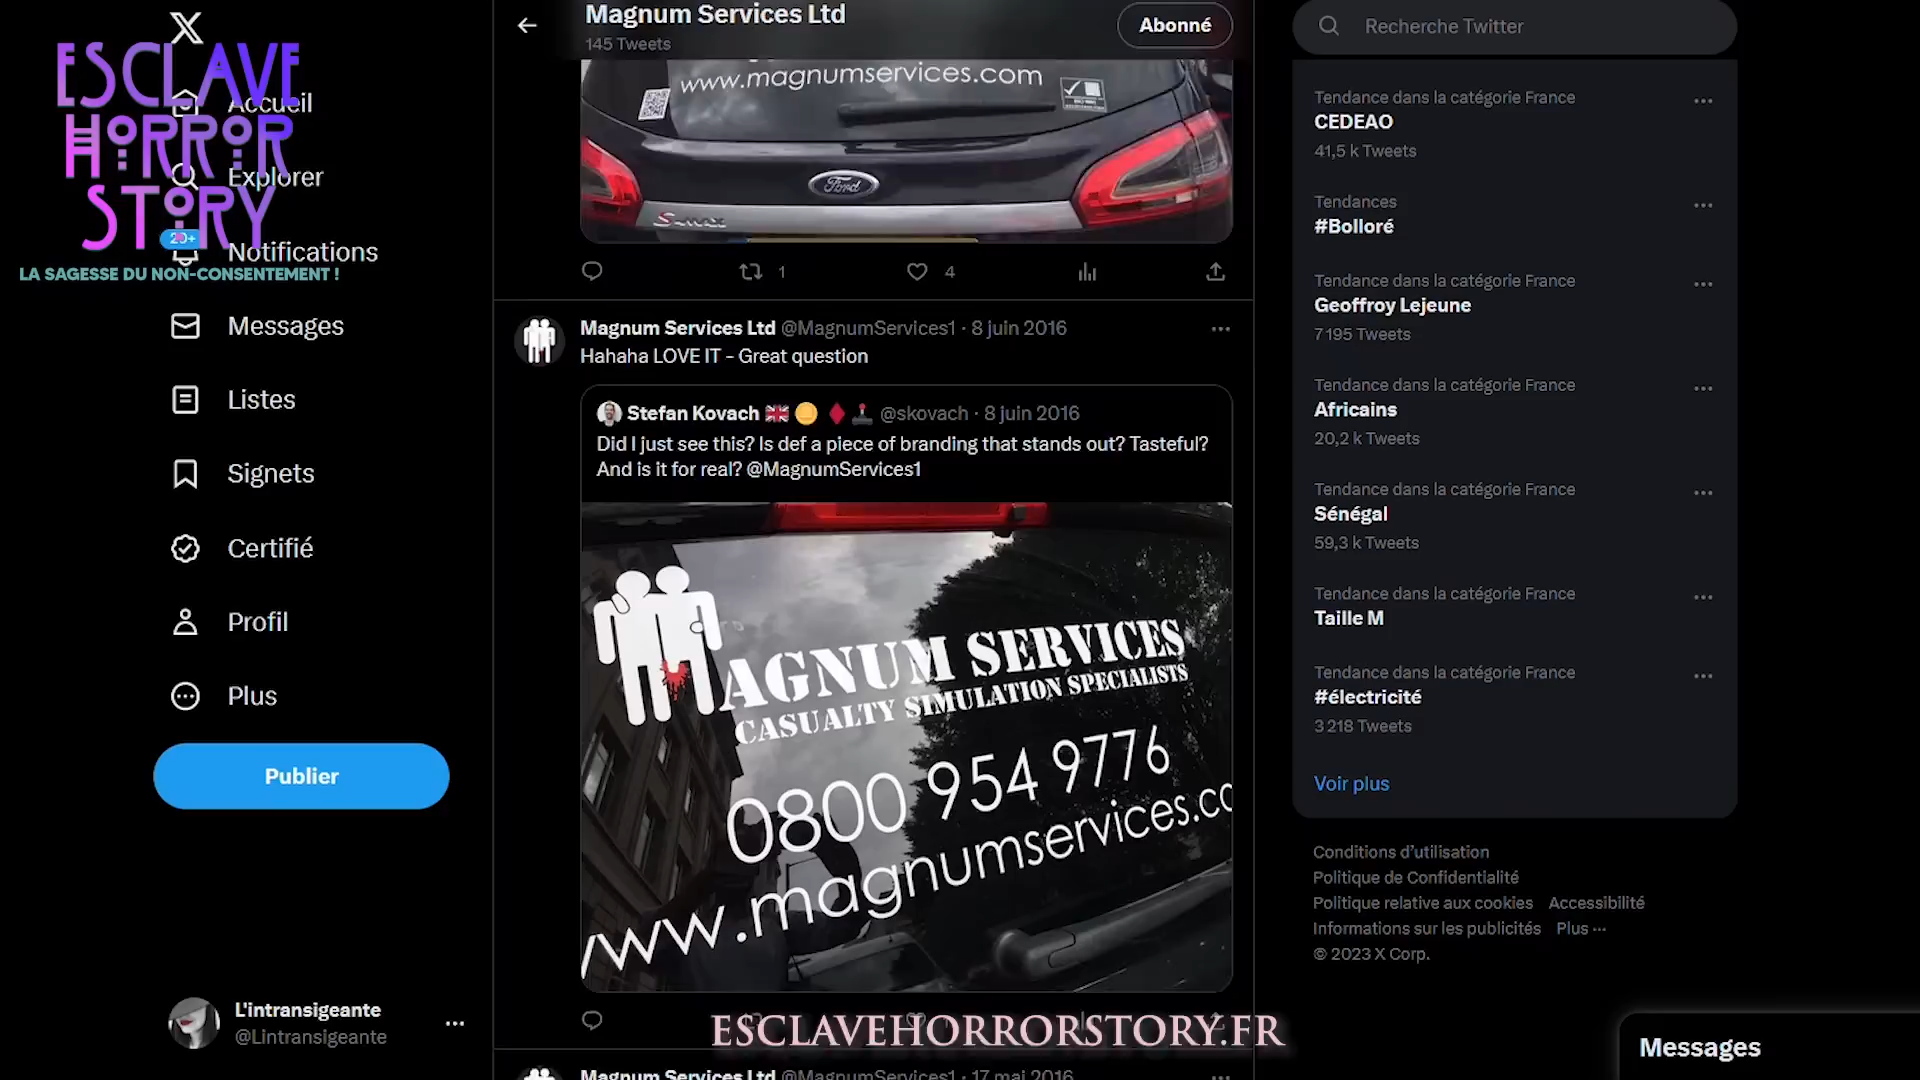 ESCLAVE
HORROR
STORY
LA SAGESSE DU NON-CONSENTEMENT !
Accueil
Explorer
20+
Notifications
Messages
Listes
Signets
Certifié
Profil
Plus
Publier
L'intransigeante
@Lintransigeante
Magnum Services Ltd
145 Tweets
Abonné
www.magnumservices.com
Ford
S-MAX
1
4
Magnum Services Ltd @MagnumServices1 · 8 juin 2016
Hahaha LOVE IT - Great question
Stefan Kovach @skovach · 8 juin 2016
Did I just see this? Is def a piece of branding that stands out? Tasteful?
And is it for real? @MagnumServices1
MAGNUM SERVICES
CASUALTY SIMULATION SPECIALISTS
0800 954 9776
www.magnumservices.co
ESCLAVEHORRORSTORY.FR
Magnum Services Ltd @MagnumServices1 · 17 mai 2016
Recherche Twitter
Tendance dans la catégorie France
CEDEAO
41,5 k Tweets
Tendances
#Bolloré
Tendance dans la catégorie France
Geoffroy Lejeune
7 195 Tweets
Tendance dans la catégorie France
Africains
20,2 k Tweets
Tendance dans la catégorie France
Sénégal
59,3 k Tweets
Tendance dans la catégorie France
Taille M
Tendance dans la catégorie France
#électricité
3 218 Tweets
Voir plus
Conditions d'utilisation
Politique de Confidentialité
Politique relative aux cookies Accessibilité
Informations sur les publicités Plus ···
© 2023 X Corp.
Messages